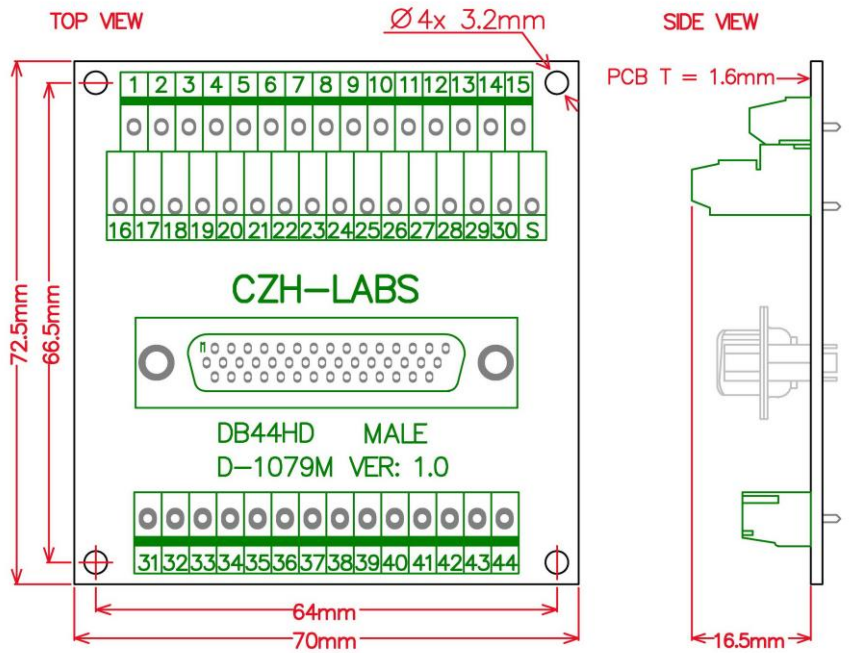 TOP VIEW
Ø 4x 3.2mm
SIDE VIEW
PCB T = 1.6mm
1 2 3 4 5 6 7 8 9 10 11 12 13 14 15
16 17 18 19 20 21 22 23 24 25 26 27 28 29 30 S
72.5mm
66.5mm
CZH-LABS
1
DB44HD MALE
D-1079M VER: 1.0
31 32 33 34 35 36 37 38 39 40 41 42 43 44
64mm
70mm
16.5mm